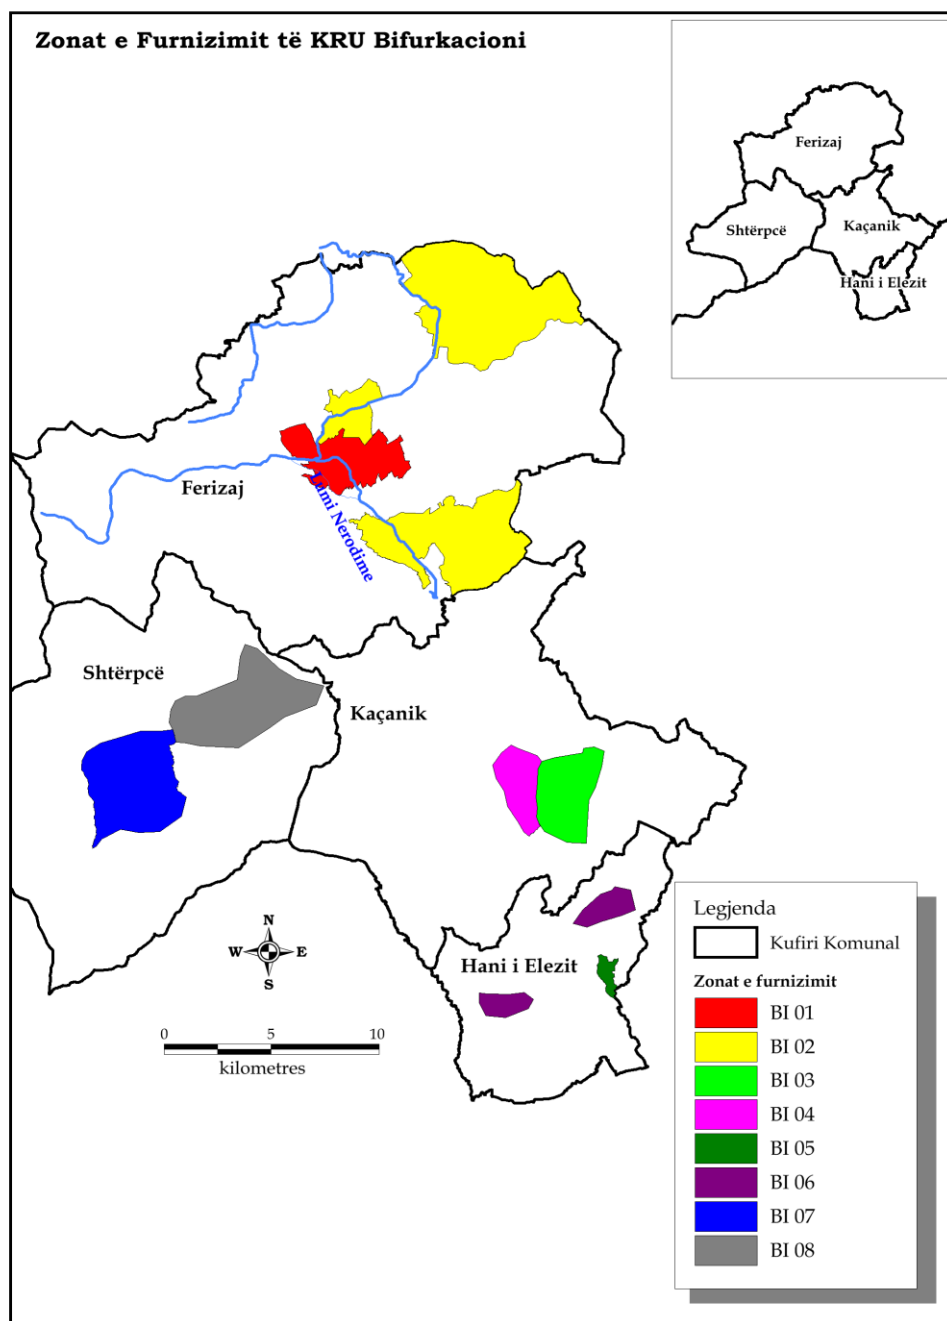 Zonat e Furnizimit të KRU Bifurkacioni
Ferizaj
Shtërpcë
Kaçanik
Hani i Elezit
Ferizaj
Lumi Nerodime
Shtërpcë
Kaçanik
Hani i Elezit
N
W E
S
0 5 10
kilometres
Legjenda
Kufiri Komunal
Zonat e furnizimit
BI 01
BI 02
BI 03
BI 04
BI 05
BI 06
BI 07
BI 08